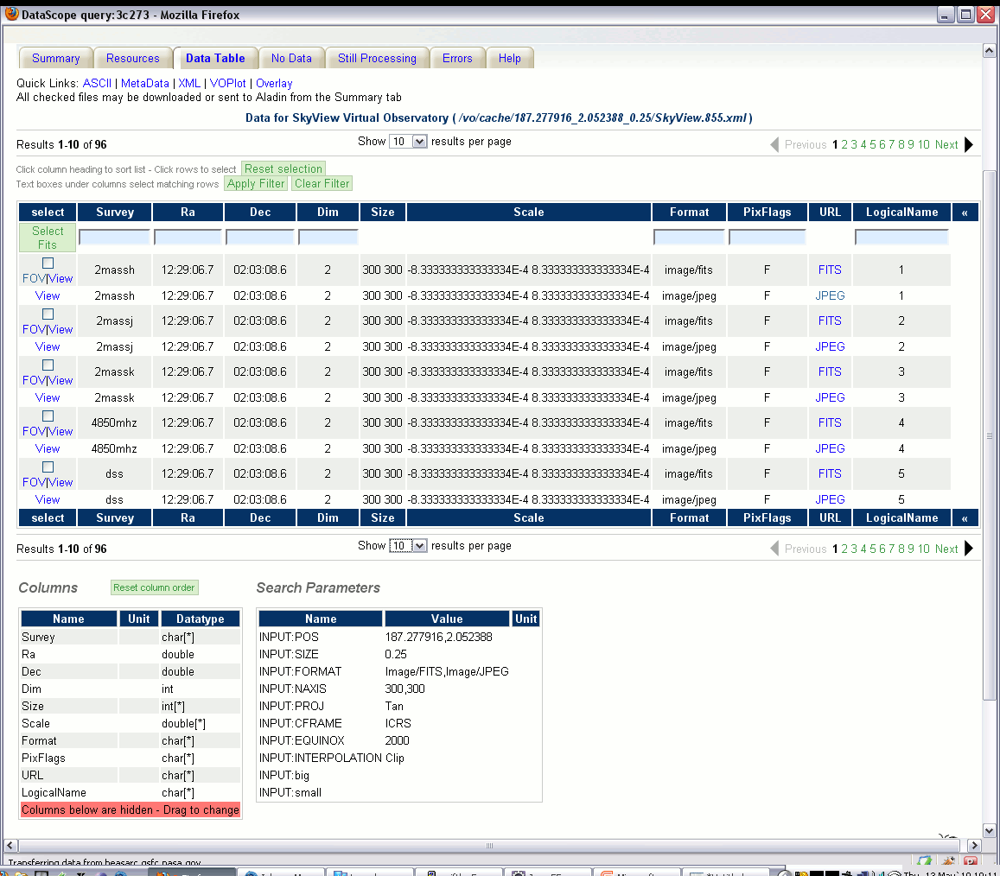 DataScope query:3c273 - Mozilla Firefox
Summary Resources Data Table No Data Still Processing Errors Help
Quick Links: ASCII | MetaData | XML | VOPlot | Overlay
All checked files may be downloaded or sent to Aladin from the Summary tab
Data for SkyView Virtual Observatory ( /vo/cache/187.277916_2.052388_0.25/SkyView.855.xml )
Results 1-10 of 96 Show 10 results per page Previous 1 2 3 4 5 6 7 8 9 10 Next
Click column heading to sort list - Click rows to select Reset selection
Text boxes under columns select matching rows Apply Filter Clear Filter
select Survey Ra Dec Dim Size Scale Format PixFlags URL LogicalName «
Select Fits
FOV|View 2massh 12:29:06.7 02:03:08.6 2 300 300 -8.333333333333334E-4 8.333333333333334E-4 image/fits F FITS 1
View 2massh 12:29:06.7 02:03:08.6 2 300 300 -8.333333333333334E-4 8.333333333333334E-4 image/jpeg F JPEG 1
FOV|View 2massj 12:29:06.7 02:03:08.6 2 300 300 -8.333333333333334E-4 8.333333333333334E-4 image/fits F FITS 2
View 2massj 12:29:06.7 02:03:08.6 2 300 300 -8.333333333333334E-4 8.333333333333334E-4 image/jpeg F JPEG 2
FOV|View 2massk 12:29:06.7 02:03:08.6 2 300 300 -8.333333333333334E-4 8.333333333333334E-4 image/fits F FITS 3
View 2massk 12:29:06.7 02:03:08.6 2 300 300 -8.333333333333334E-4 8.333333333333334E-4 image/jpeg F JPEG 3
FOV|View 4850mhz 12:29:06.7 02:03:08.6 2 300 300 -8.333333333333334E-4 8.333333333333334E-4 image/fits F FITS 4
View 4850mhz 12:29:06.7 02:03:08.6 2 300 300 -8.333333333333334E-4 8.333333333333334E-4 image/jpeg F JPEG 4
FOV|View dss 12:29:06.7 02:03:08.6 2 300 300 -8.333333333333334E-4 8.333333333333334E-4 image/fits F FITS 5
View dss 12:29:06.7 02:03:08.6 2 300 300 -8.333333333333334E-4 8.333333333333334E-4 image/jpeg F JPEG 5
select Survey Ra Dec Dim Size Scale Format PixFlags URL LogicalName «
Results 1-10 of 96 Show 10 results per page Previous 1 2 3 4 5 6 7 8 9 10 Next
Columns Reset column order
Name Unit Datatype
Survey char[*]
Ra double
Dec double
Dim int
Size int[*]
Scale double[*]
Format char[*]
PixFlags char[*]
URL char[*]
LogicalName char[*]
Columns below are hidden - Drag to change
Search Parameters
Name Value Unit
INPUT:POS 187.277916,2.052388
INPUT:SIZE 0.25
INPUT:FORMAT Image/FITS,Image/JPEG
INPUT:NAXIS 300,300
INPUT:PROJ Tan
INPUT:CFRAME ICRS
INPUT:EQUINOX 2000
INPUT:INTERPOLATION Clip
INPUT:big
INPUT:small
Transferring data from heasarc.gsfc.nasa.gov